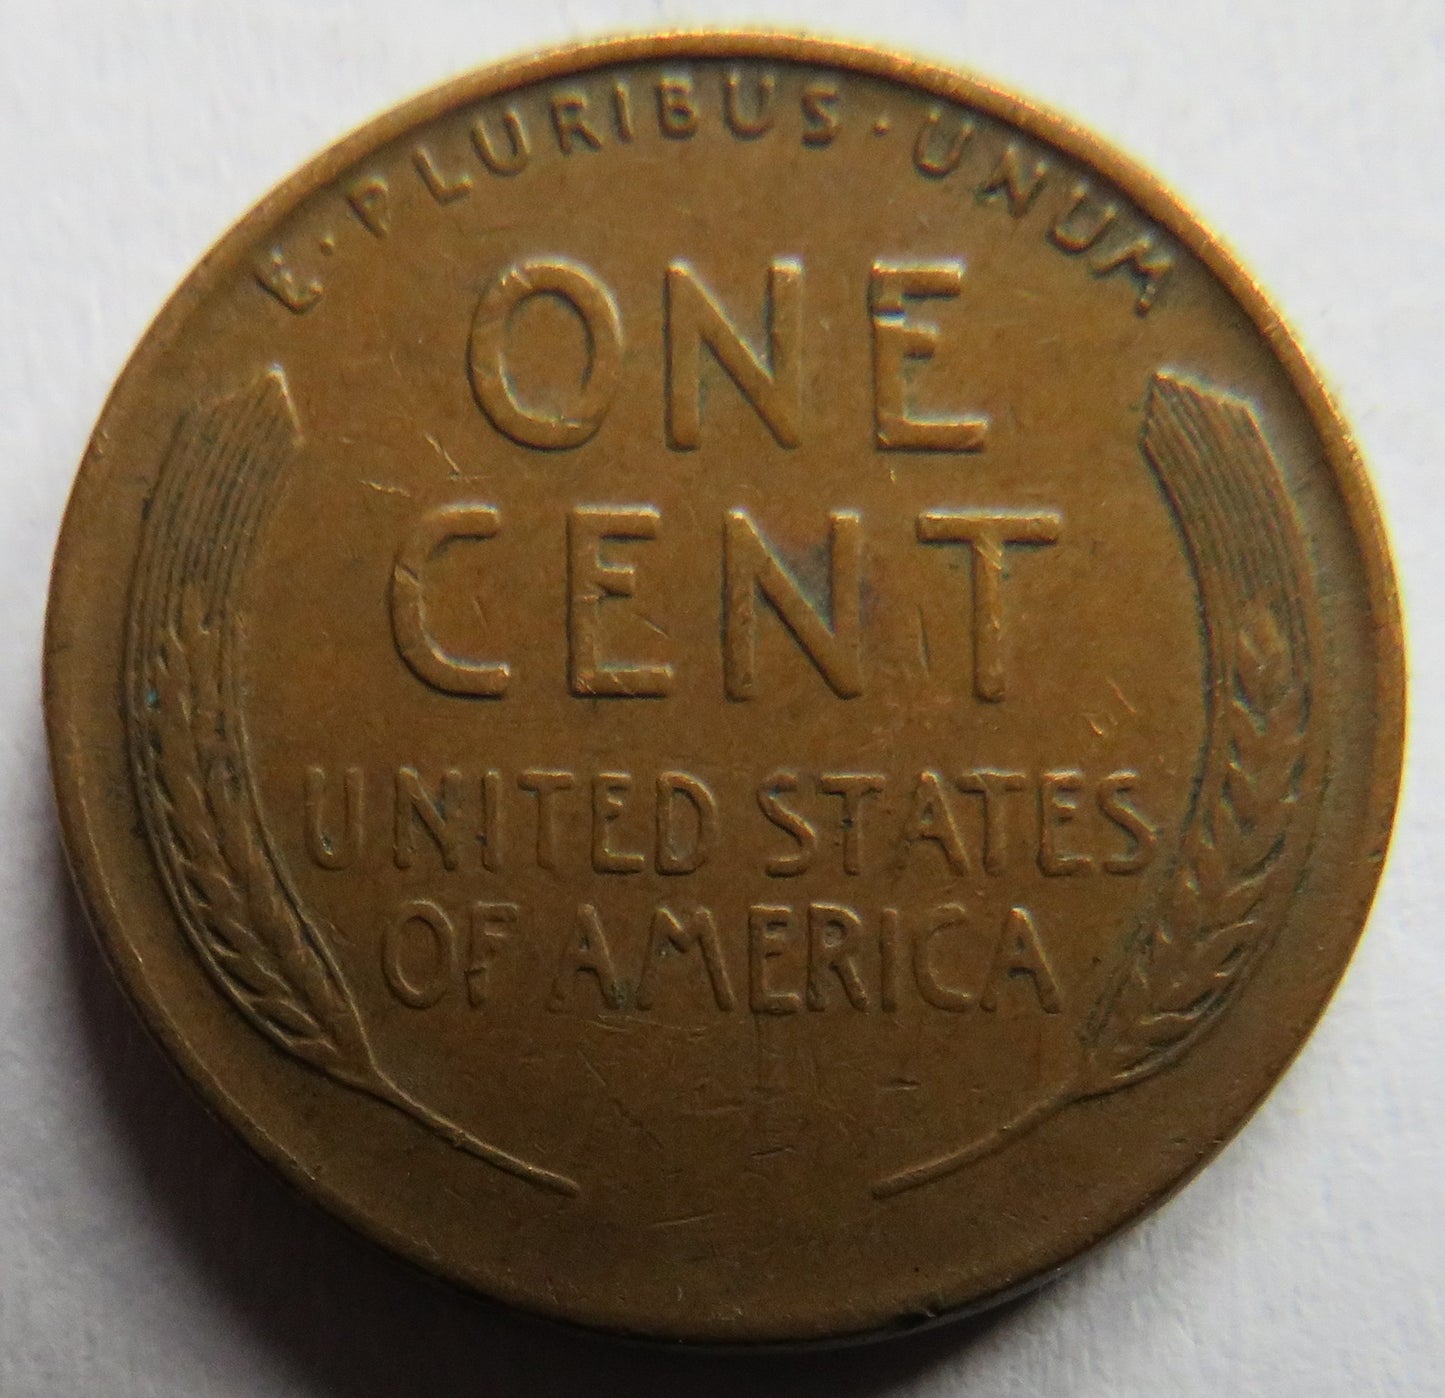 E·PLURIBUS·UNUM
ONE
CENT
UNITED STATES
OF AMERICA